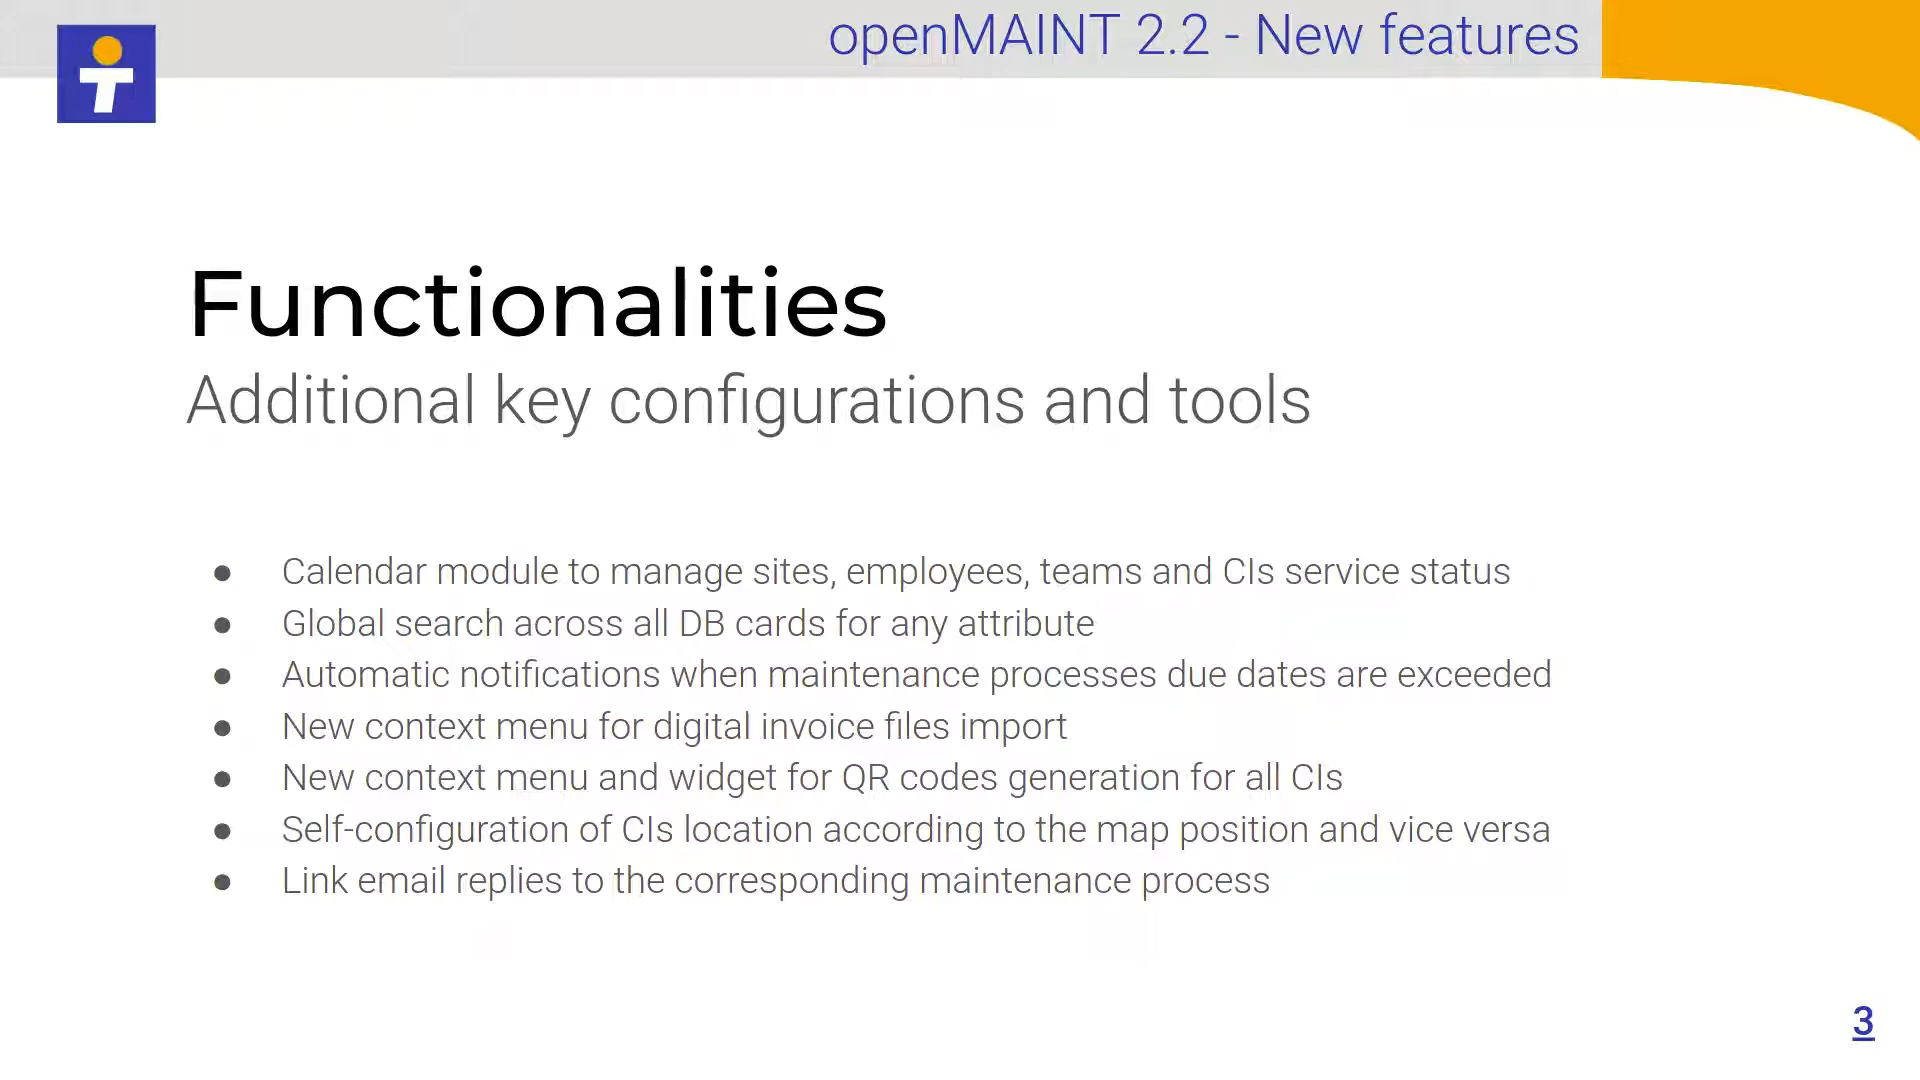 openMAINT 2.2 - New features
Functionalities
Additional key configurations and tools
● Calendar module to manage sites, employees, teams and CIs service status
● Global search across all DB cards for any attribute
● Automatic notifications when maintenance processes due dates are exceeded
● New context menu for digital invoice files import
● New context menu and widget for QR codes generation for all CIs
● Self-configuration of CIs location according to the map position and vice versa
● Link email replies to the corresponding maintenance process
3